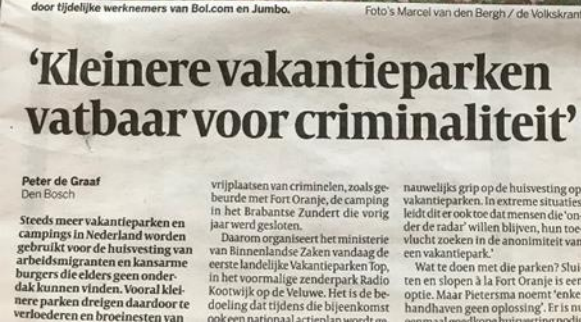 door tijdelijke werknemers van Bol.com en Jumbo.
Foto's Marcel van den Bergh / de Volkskrant
‘Kleinere vakantieparken
vatbaar voor criminaliteit’
Peter de Graaf
Den Bosch
Steeds meer vakantieparken en
campings in Nederland worden
gebruikt voor de huisvesting van
arbeidsmigranten en kansarme
burgers die elders geen onder-
dak kunnen vinden. Vooral klei-
nere parken dreigen daardoor te
verloederen en broeinesten van
vrijplaatsen van criminelen, zoals ge-
beurde met Fort Oranje, de camping
in het Brabantse Zundert die vorig
jaar werd gesloten.
Daarom organiseert het ministerie
van Binnenlandse Zaken vandaag de
eerste landelijke Vakantieparken Top,
in het voormalige zenderpark Radio
Kootwijk op de Veluwe. Het is de be-
doeling dat tijdens die bijeenkomst
ook een nationaal actieplan wordt ge-
nauwelijks grip op de huisvesting op
vakantieparken. In extreme situaties
leidt dit er ook toe dat mensen die ‘on-
der de radar’ willen blijven, hun toe-
vlucht zoeken in de anonimiteit van
een vakantiepark.’
Wat te doen met die parken? Slui-
ten en slopen à la Fort Oranje is een
optie. Maar Pietersma noemt ‘enkel
handhaven geen oplossing’. Er is m